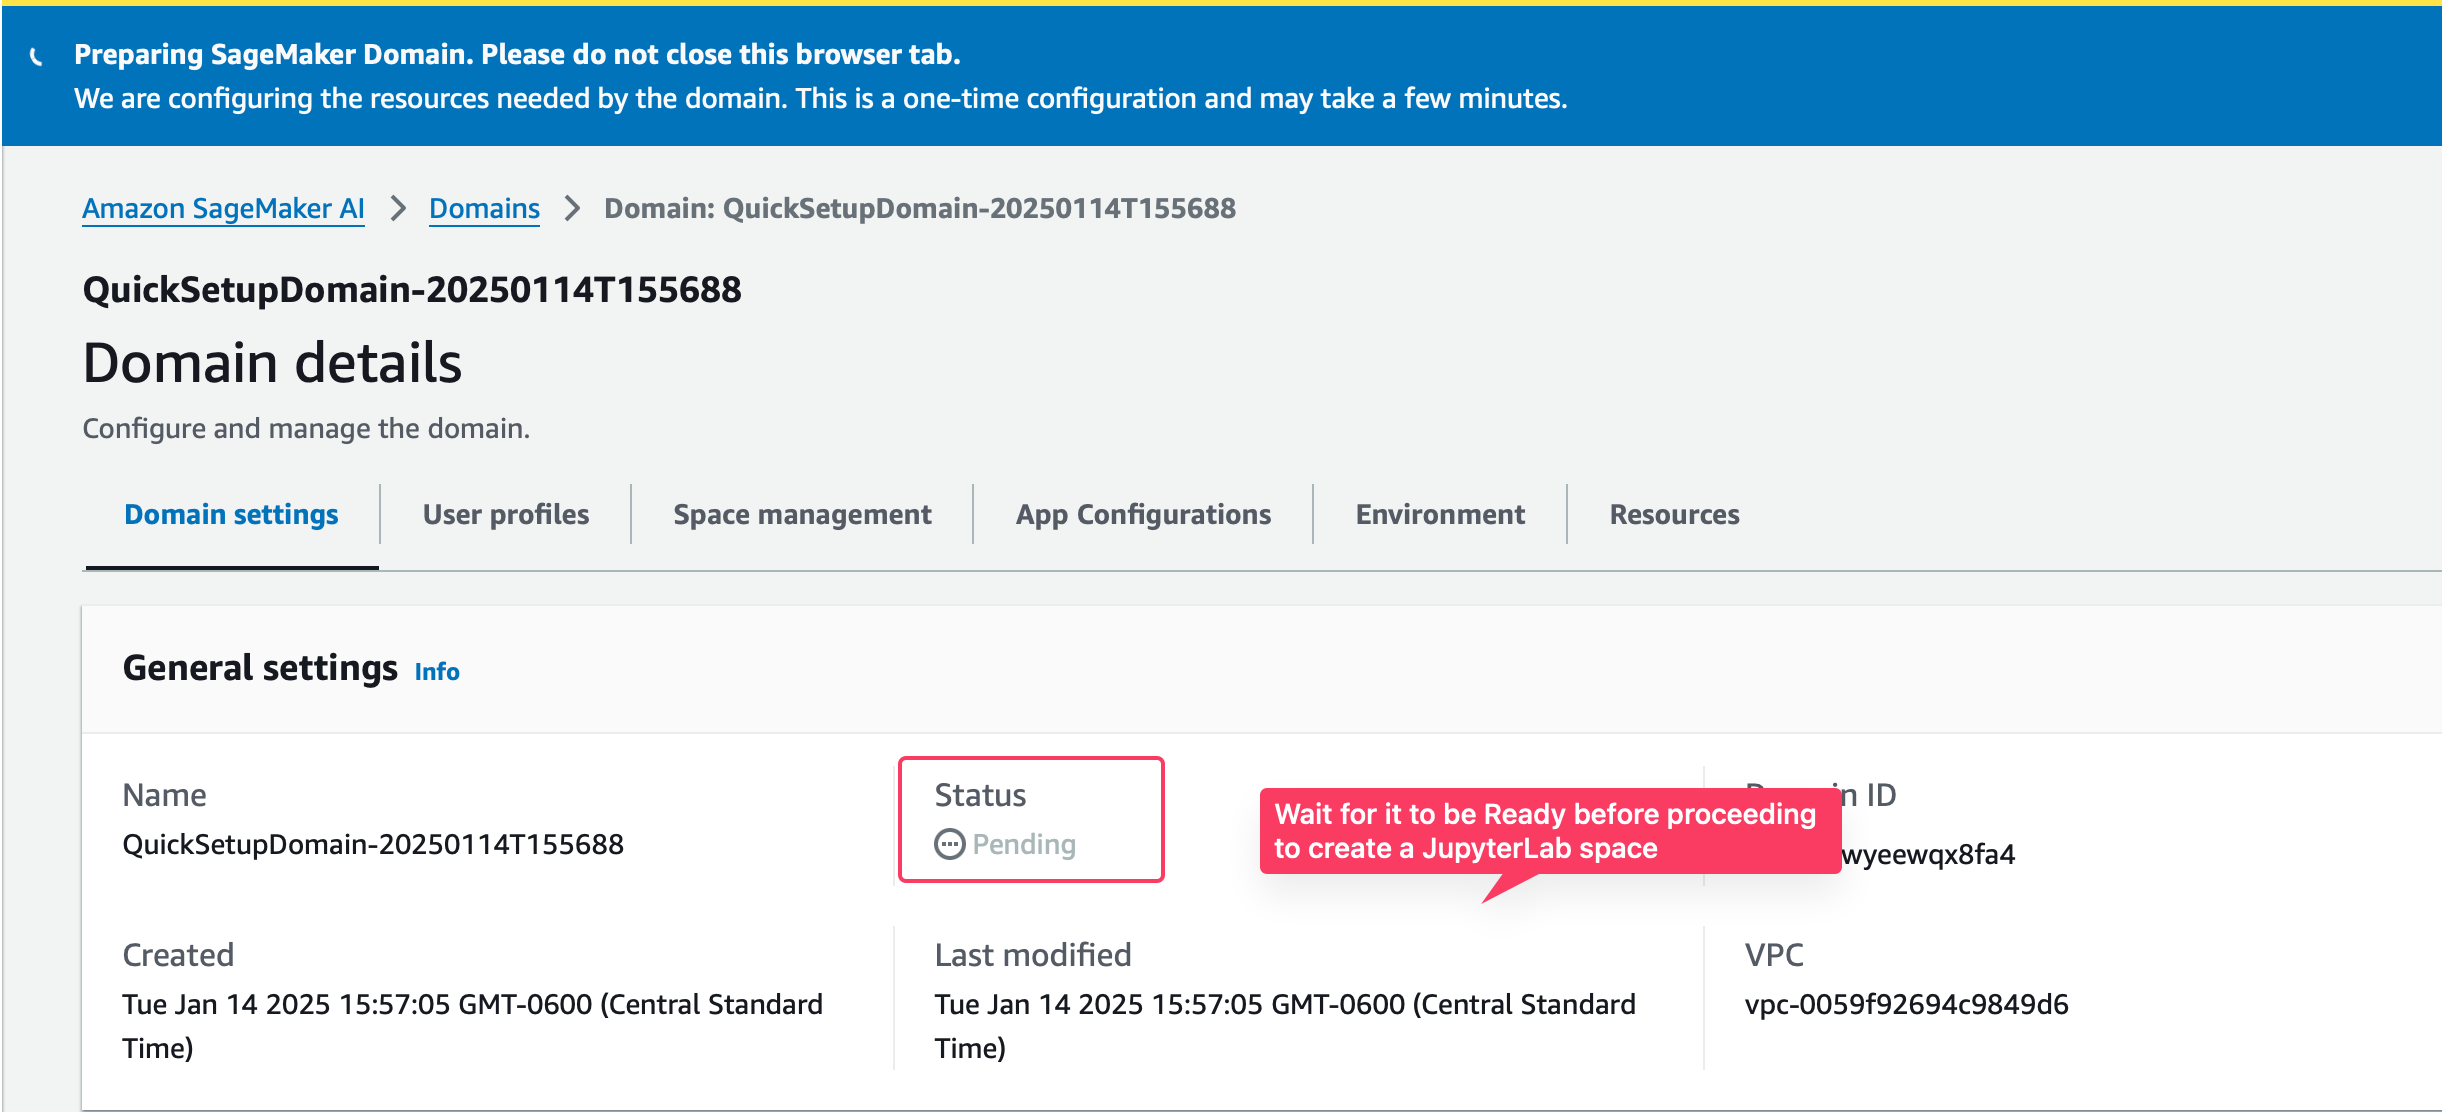 Preparing SageMaker Domain. Please do not close this browser tab.
We are configuring the resources needed by the domain. This is a one-time configuration and may take a few minutes.
Amazon SageMaker AI > Domains > Domain: QuickSetupDomain-20250114T155688
QuickSetupDomain-20250114T155688
Domain details
Configure and manage the domain.
Domain settings User profiles Space management App Configurations Environment Resources
General settings Info
Name
QuickSetupDomain-20250114T155688
Status
Pending
Wait for it to be Ready before proceeding
to create a JupyterLab space
ID
wyeewqx8fa4
Created
Tue Jan 14 2025 15:57:05 GMT-0600 (Central Standard
Time)
Last modified
Tue Jan 14 2025 15:57:05 GMT-0600 (Central Standard
Time)
VPC
vpc-0059f92694c9849d6